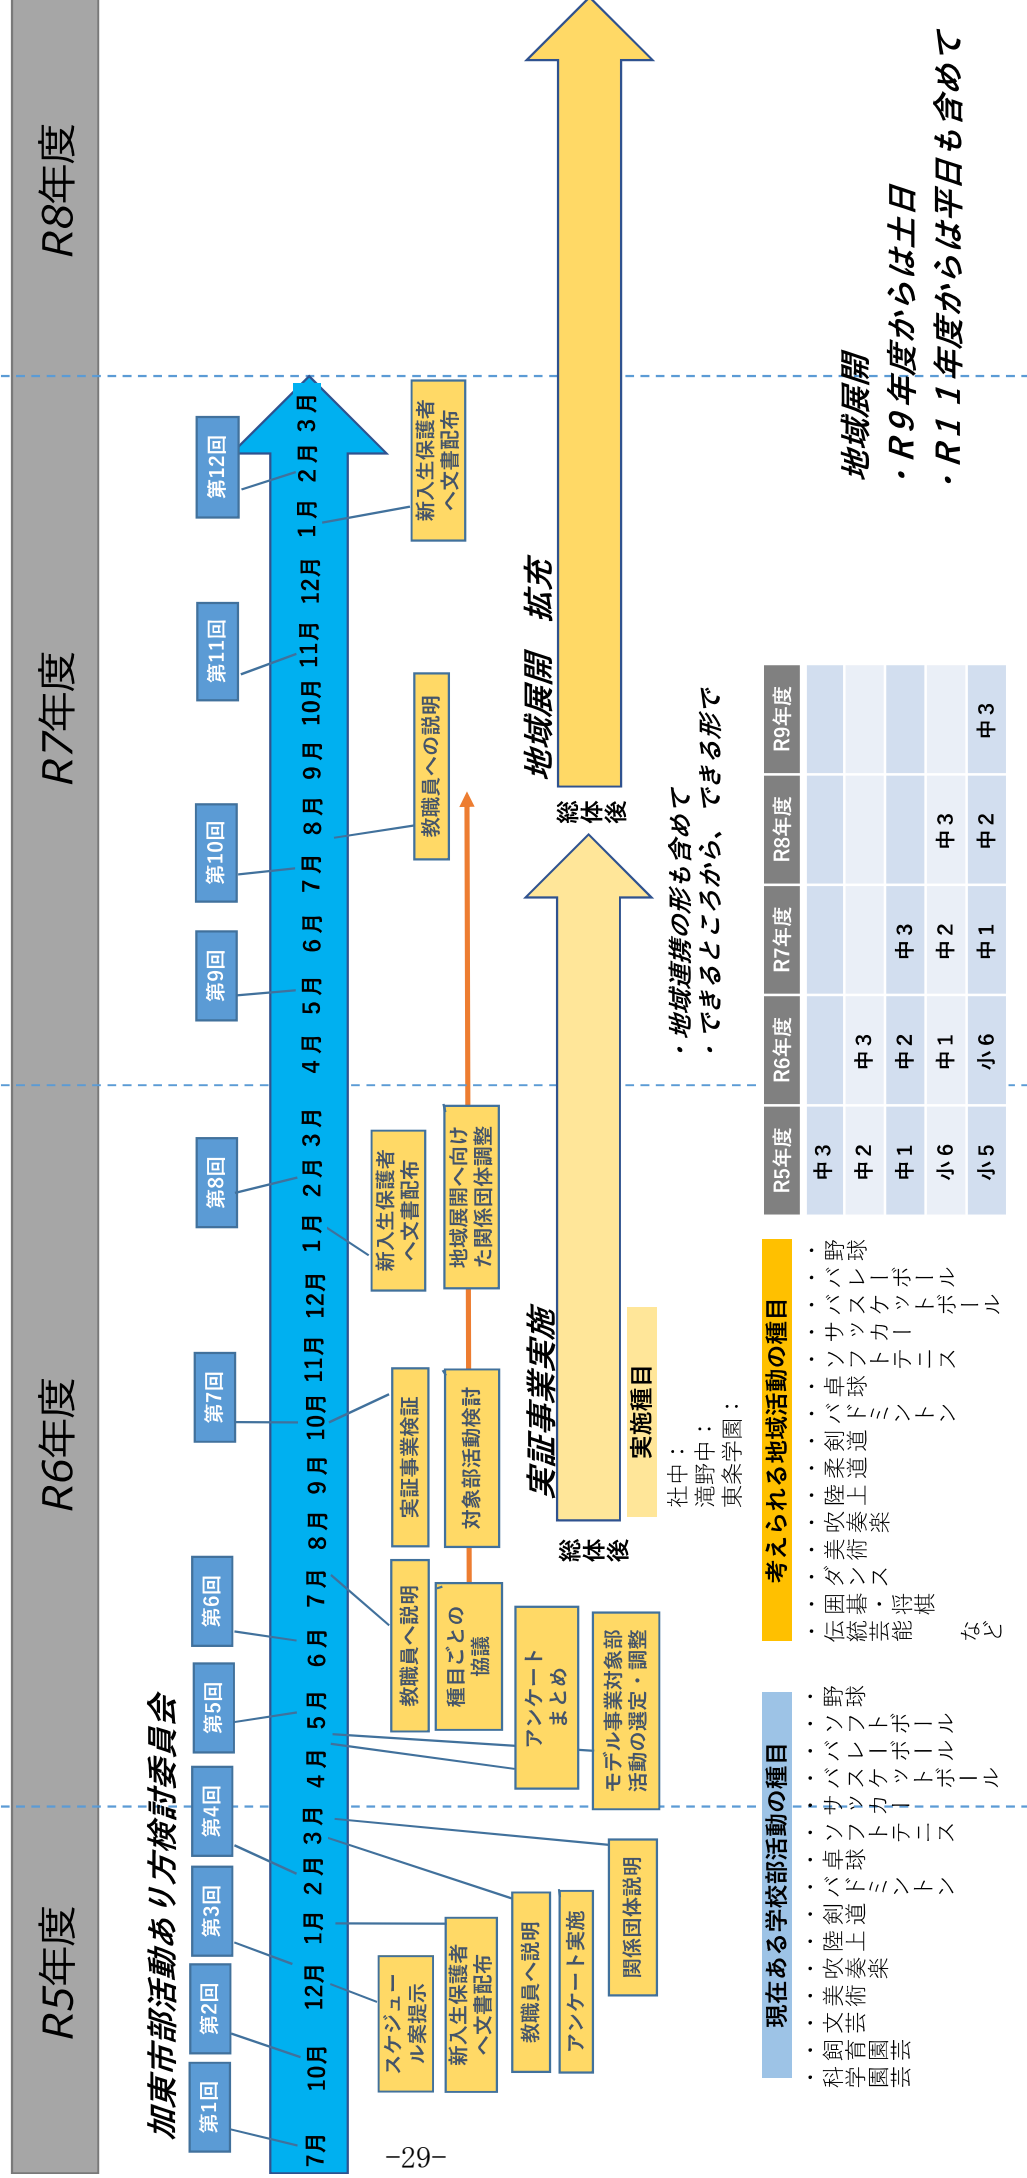 R5年度
R6年度
R7年度
R8年度
加東市部活動あり方検討委員会
第1回
第2回
第3回
第4回
第5回
第6回
第7回
第8回
第9回
第10回
第11回
第12回
7月
10月
12月
1月
2月
3月
4月
5月
6月
7月
8月
9月
10月
11月
12月
1月
2月
3月
4月
5月
6月
7月
8月
9月
10月
11月
12月
1月
2月
3月
スケジュー
ル案提示
新入生保護者
へ文書配布
教職員へ説明
アンケート実施
関係団体説明
教職員へ説明
種目ごとの
協議
アンケート
まとめ
モデル事業対象部
活動の選定・調整
実証事業検証
対象部活動検討
新入生保護者
へ文書配布
地域展開へ向け
た関係団体調整
教職員への説明
新入生保護者
へ文書配布
実証事業実施
総
体
後
実施種目
社中：
滝野中：
東条学園：
地域展開　拡充
総
体
後
・地域連携の形も含めて
・できるところから、できる形で
地域展開
・R９年度からは土日
・R１１年度からは平日も含めて
現在ある学校部活動の種目
・野球
・ソフトボール
・バレーボール
・バスケットボール
・サッカー
・ソフトテニス
・卓球
・バドミントン
・剣道
・陸上
・吹奏楽
・美術
・文芸
・飼育園芸
・科学園芸
考えられる地域活動の種目
・野球
・バレーボール
・バスケットボール
・サッカー
・ソフトテニス
・卓球
・バドミントン
・剣道
・柔道
・陸上
・吹奏楽
・美術
・ダンス
・囲碁・将棋
・伝統芸能　など
R5年度 R6年度 R7年度 R8年度 R9年度
中３
中２ 中３
中１ 中２ 中３
小６ 中１ 中２ 中３
小５ 小６ 中１ 中２ 中３
−29−